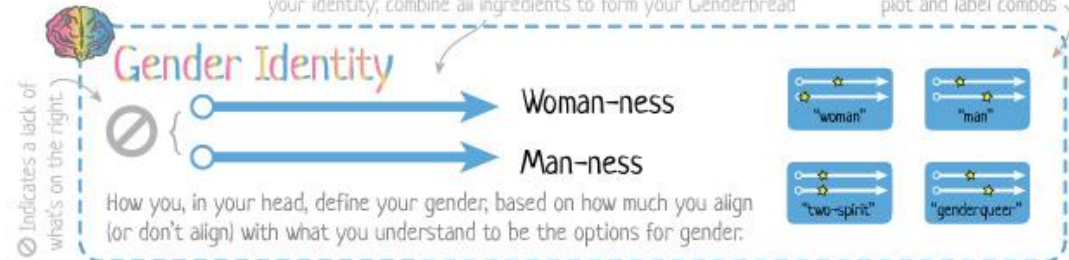 your identity; combine all ingredients to form your Genderbread
plot and label combos
Gender Identity
⊘ Indicates a lack of
what's on the right.
Woman-ness
Man-ness
How you, in your head, define your gender, based on how much you align
(or don't align) with what you understand to be the options for gender.
"woman"
"man"
"two-spirit"
"genderqueer"